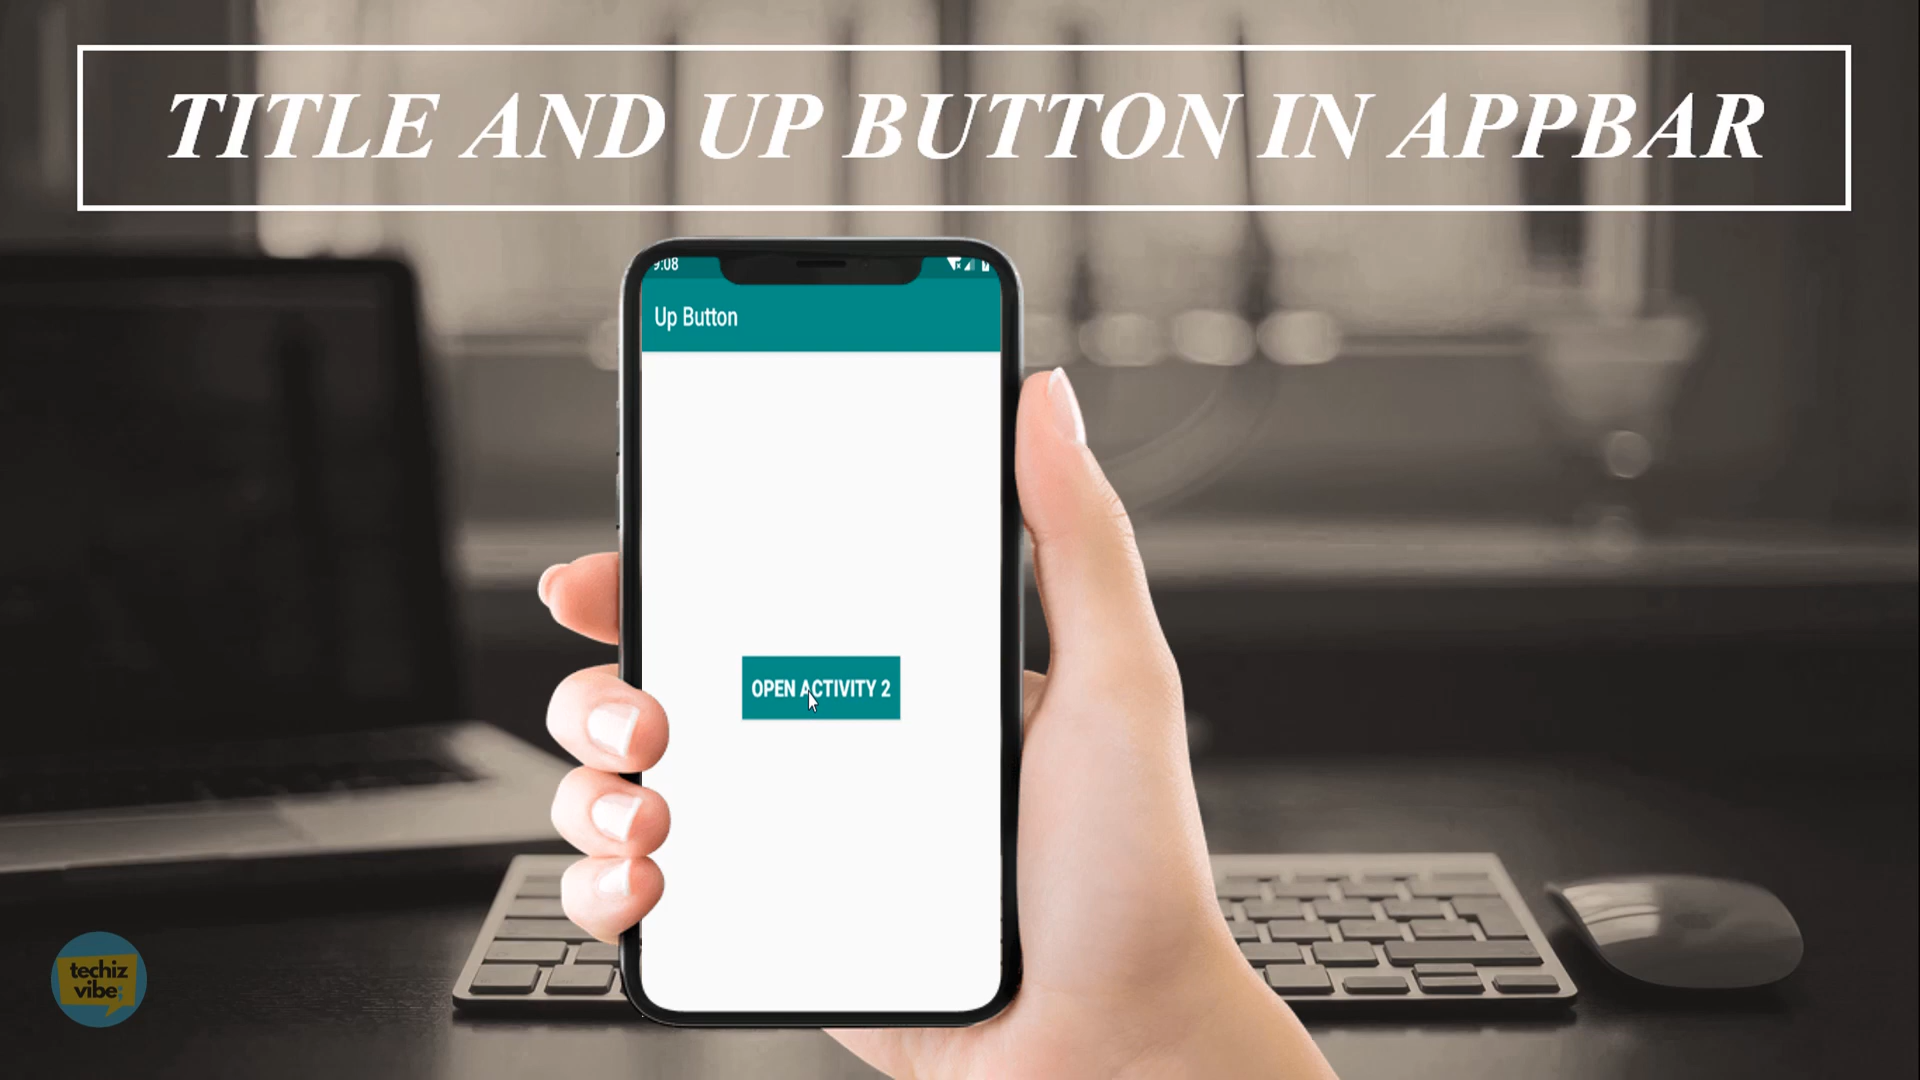 TITLE AND UP BUTTON IN APPBAR
9:08
Up Button
OPEN ACTIVITY 2
techiz
vibe;